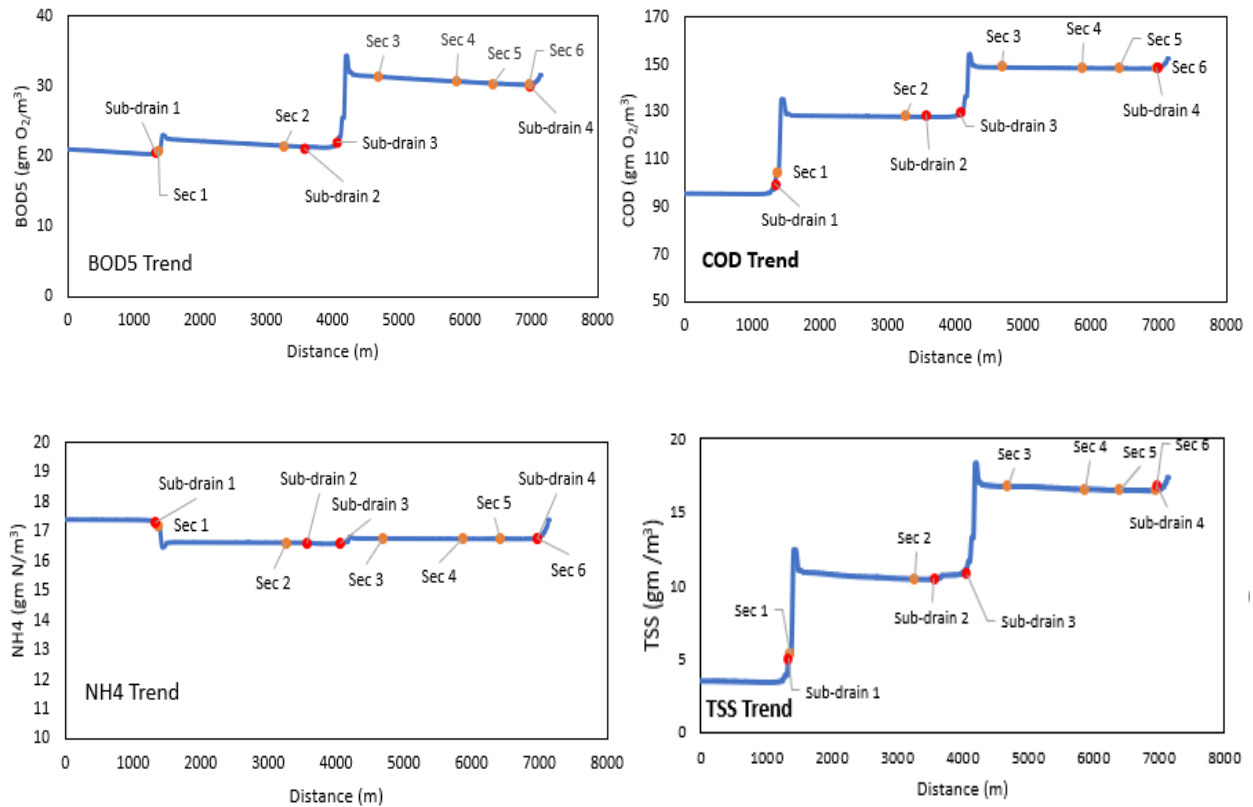 40
Sec 3
Sec 4
Sec 5
Sec 6
30
Sub-drain 1
Sec 2
Sub-drain 4
20
Sub-drain 3
Sec 1
Sub-drain 2
10
BOD5 Trend
0
0 1000 2000 3000 4000 5000 6000 7000 8000
Distance (m)
BOD5 (gm O₂/m³)
170
Sec 3
Sec 4
Sec 5
150
Sec 6
Sec 2
130
Sub-drain 4
Sub-drain 3
110
Sec 1
Sub-drain 2
90
Sub-drain 1
70
COD Trend
50
0 1000 2000 3000 4000 5000 6000 7000 8000
Distance (m)
COD (gm O₂/m³)
20
19
Sub-drain 1
Sub-drain 2
Sub-drain 4
18
Sub-drain 3
Sec 5
17
Sec 1
16
Sec 2
Sec 3
Sec 4
Sec 6
15
14
13
12
NH4 Trend
11
10
0 1000 2000 3000 4000 5000 6000 7000 8000
Distance (m)
NH4 (gm N/m³)
20
Sec 3
Sec 4
Sec 5
Sec 6
15
Sub-drain 4
Sec 2
10
Sec 1
Sub-drain 2
Sub-drain 3
5
Sub-drain 1
TSS Trend
0
0 1000 2000 3000 4000 5000 6000 7000 8000
Distance (m)
TSS (gm /m³)